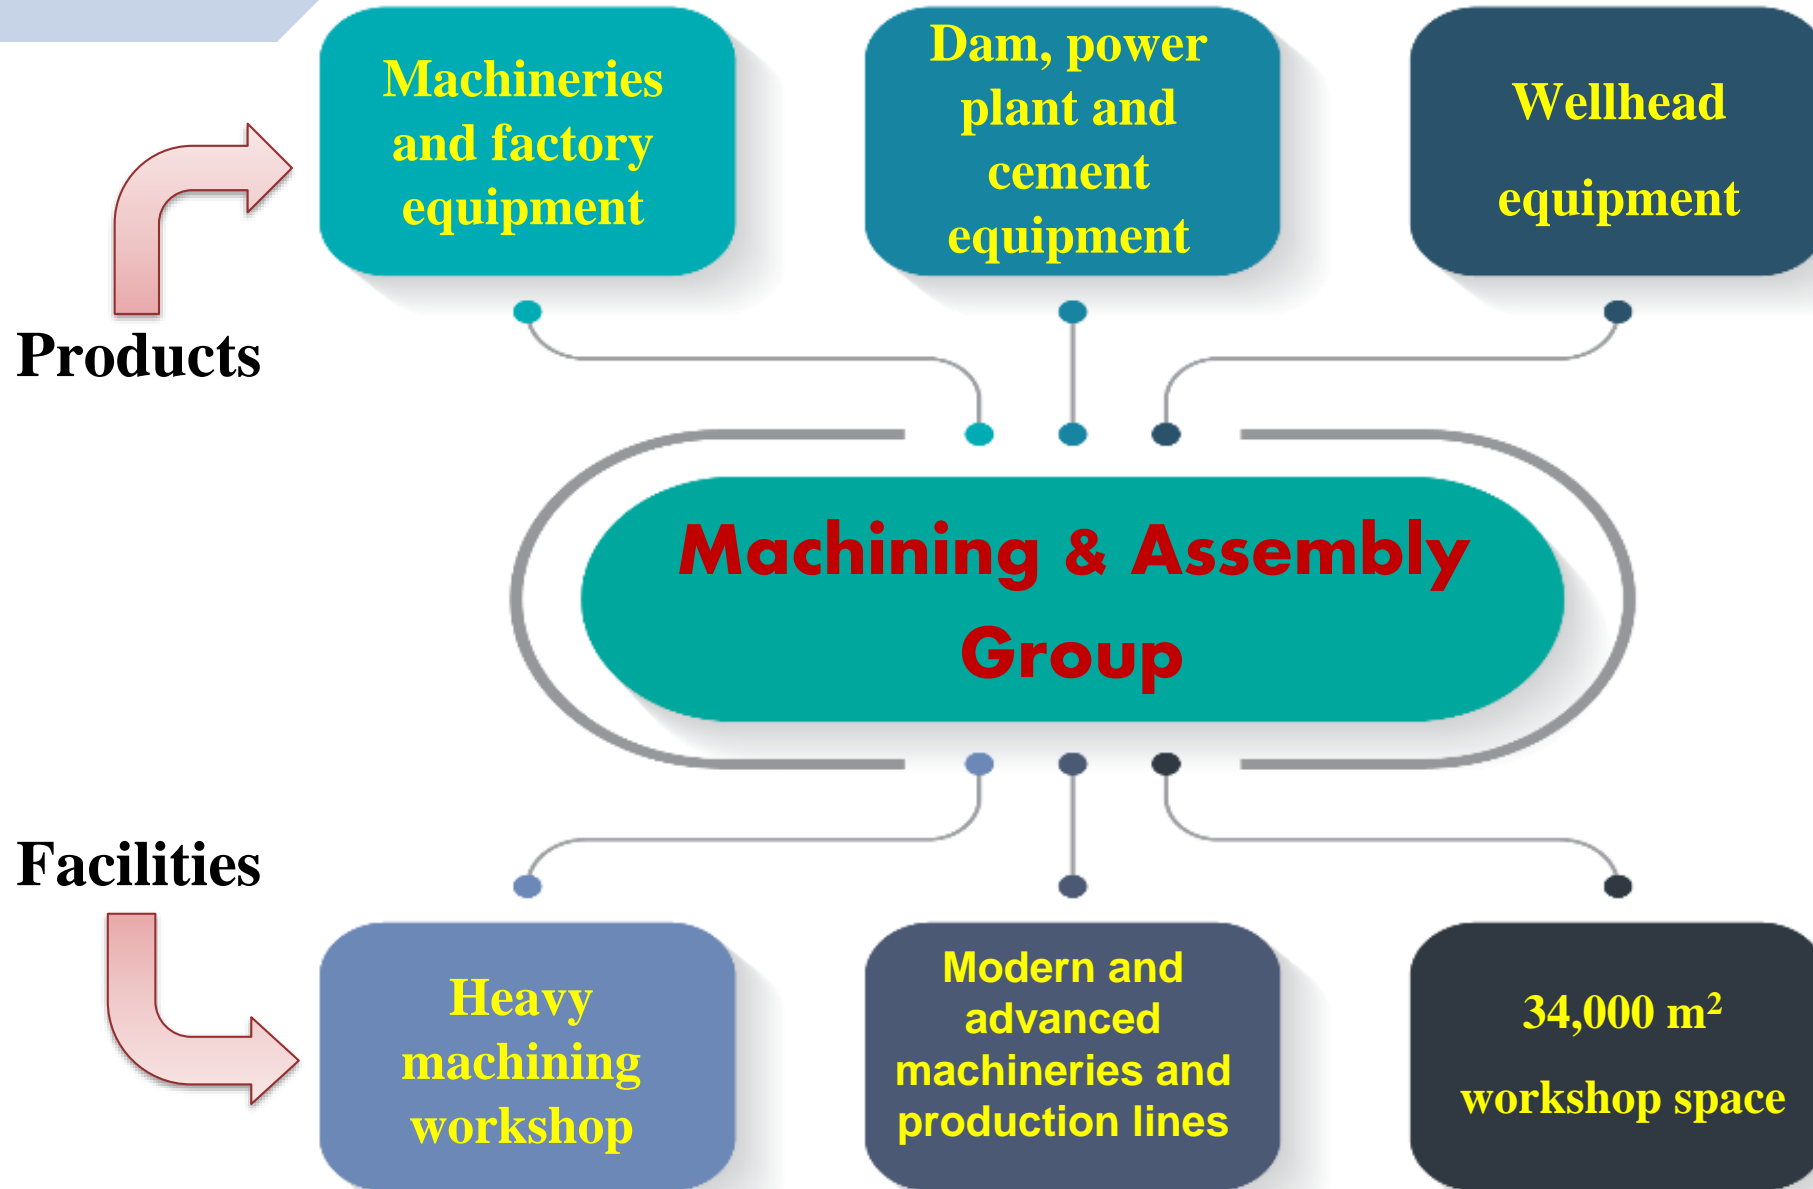 Machineries
and factory
equipment
Dam, power
plant and
cement
equipment
Wellhead
equipment
Products
Machining & Assembly
Group
Facilities
Heavy
machining
workshop
Modern and
advanced
machineries and
production lines
34,000 m²
workshop space